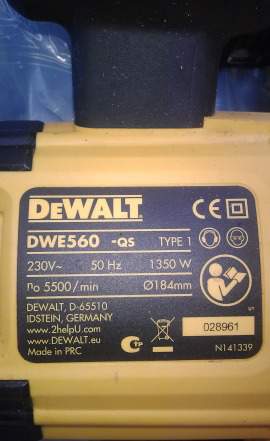 DEWALT
CE
DWE560 -QS TYPE 1
230V~ 50 Hz 1350 W
no 5500/min Ø184mm
DEWALT, D-65510
IDSTEIN, GERMANY
www.2helpU.com
www.DEWALT.eu
Made in PRC
028961
N141339